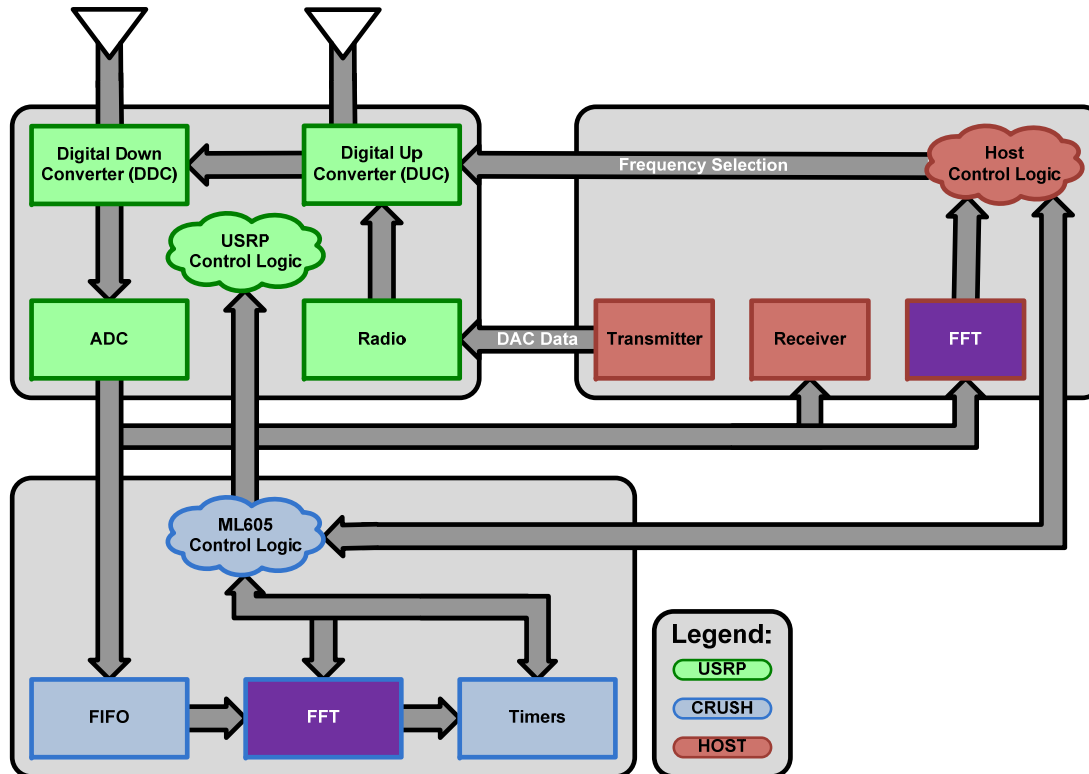 Digital Down
Converter (DDC)
Digital Up
Converter (DUC)
Frequency Selection
Host
Control Logic
USRP
Control Logic
ADC
Radio
DAC Data
Transmitter
Receiver
FFT
ML605
Control Logic
FIFO
FFT
Timers
Legend:
USRP
CRUSH
HOST